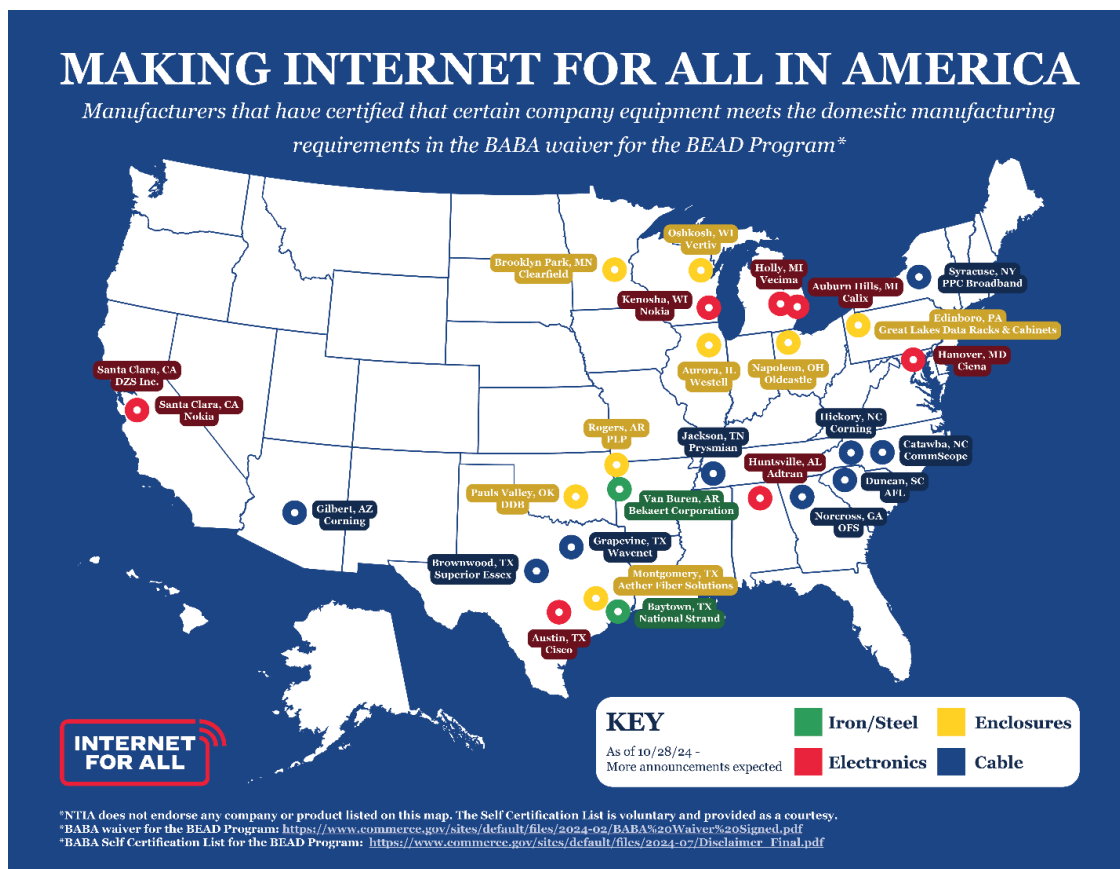 MAKING INTERNET FOR ALL IN AMERICA
Manufacturers that have certified that certain company equipment meets the domestic manufacturing
requirements in the BABA waiver for the BEAD Program*
Oshkosh, WI
Vertiv
Brooklyn Park, MN
Clearfield
Holly, MI
Vecima
Syracuse, NY
PPC Broadband
Auburn Hills, MI
Calix
Kenosha, WI
Nokia
Edinboro, PA
Great Lakes Data Racks & Cabinets
Hanover, MD
Ciena
Aurora, IL
Westell
Napoleon, OH
Oldcastle
Santa Clara, CA
DZS Inc.
Santa Clara, CA
Nokia
Hickory, NC
Corning
Rogers, AR
PLP
Jackson, TN
Prysmian
Catawba, NC
CommScope
Huntsville, AL
Adtran
Duncan, SC
AFL
Pauls Valley, OK
DDB
Van Buren, AR
Bekaert Corporation
Gilbert, AZ
Corning
Norcross, GA
OFS
Grapevine, TX
Wavenet
Brownwood, TX
Superior Essex
Montgomery, TX
Aether Fiber Solutions
Baytown, TX
National Strand
Austin, TX
Cisco
KEY
As of 10/28/24 -
More announcements expected
Iron/Steel
Enclosures
Electronics
Cable
INTERNET
FOR ALL
*NTIA does not endorse any company or product listed on this map. The Self Certification List is voluntary and provided as a courtesy.
*BABA waiver for the BEAD Program: https://www.commerce.gov/sites/default/files/2024-02/BABA%20Waiver%20Signed.pdf
*BABA Self Certification List for the BEAD Program: https://www.commerce.gov/sites/default/files/2024-07/Disclaimer_Final.pdf